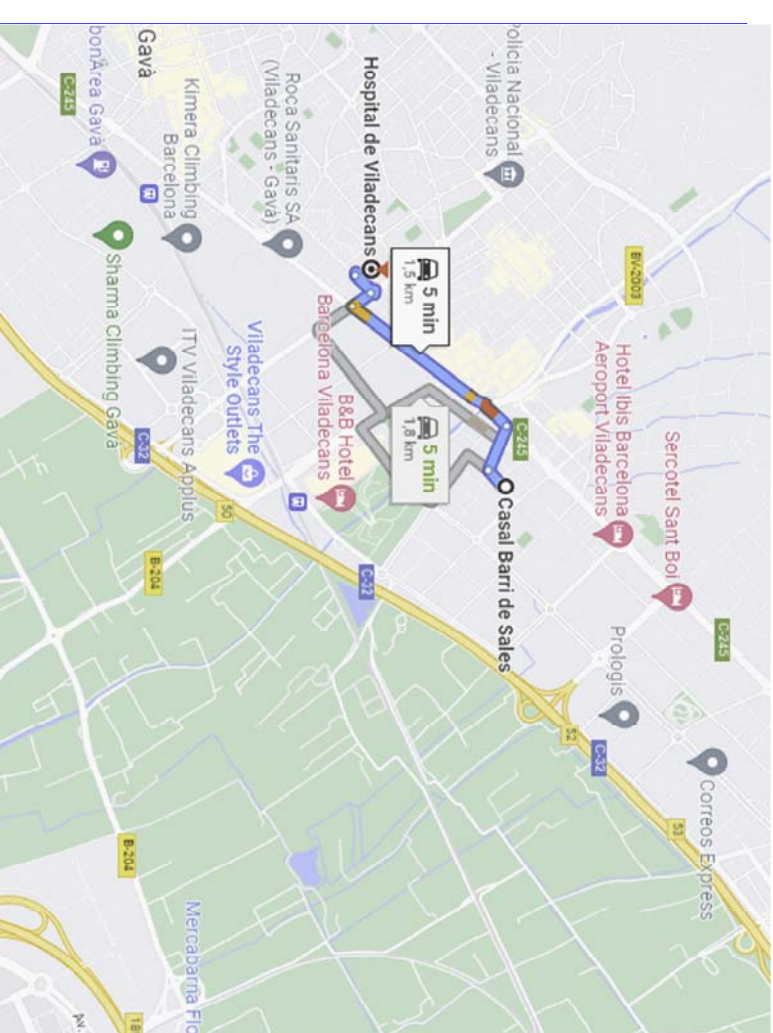 Gavà
C-245
bonÀrea Gavà
Kimera Climbing
Barcelona
Sharma Climbing Gavà
Roca Sanitaris SA
(Viladecans - Gavà)
Hospital de Viladecans
Policia Nacional
- Viladecans
5 min
1,5 km
5 min
1,8 km
BV-2003
Hotel Ibis Barcelona
Aeroport Viladecans
Sercotel Sant Boi
C-245
C-245
Casal Barri de Sales
B&B Hotel
Barcelona Viladecans
Viladecans The
Style Outlets
ITV Viladecans Applus
C-32
50
B-204
C-32
Prologis
52
C-32
Correos Express
53
B-204
Mercabarna Flo
18
Av.